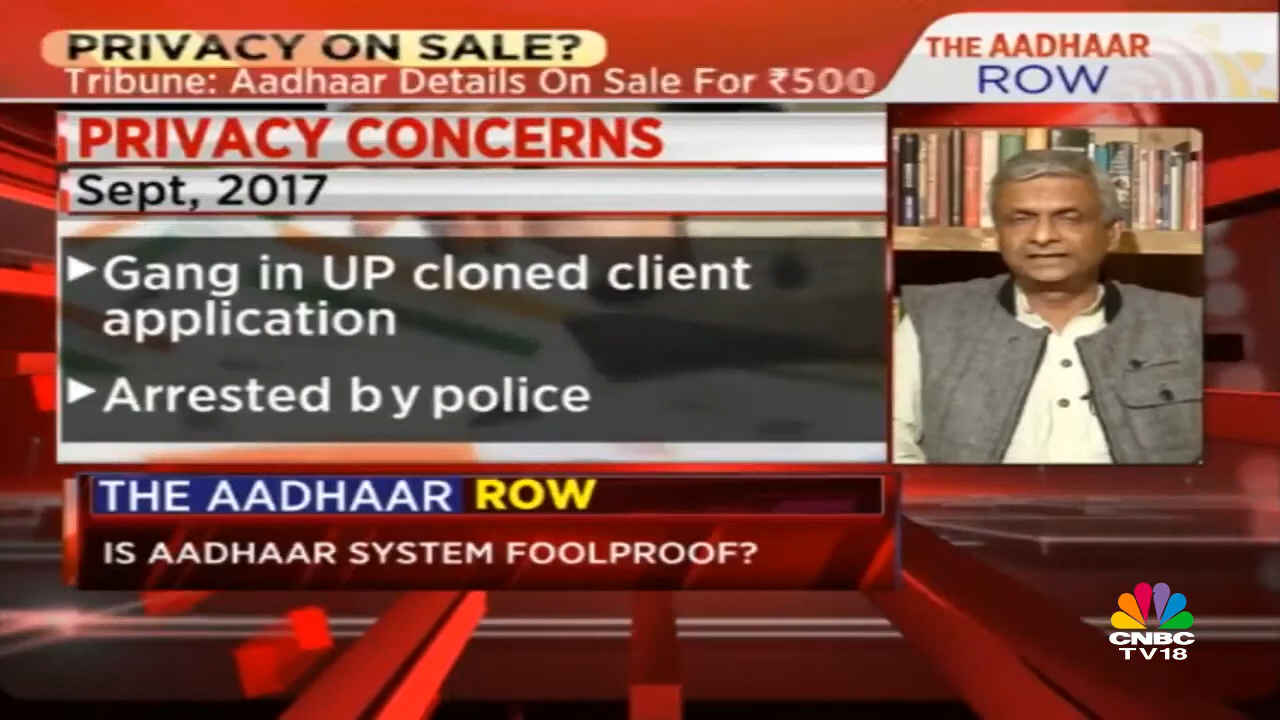 PRIVACY ON SALE?
Tribune: Aadhaar Details On Sale For ₹500
THE AADHAAR
ROW
PRIVACY CONCERNS
Sept, 2017
Gang in UP cloned client
application
Arrested by police
THE AADHAAR ROW
IS AADHAAR SYSTEM FOOLPROOF?
CNBC
TV18